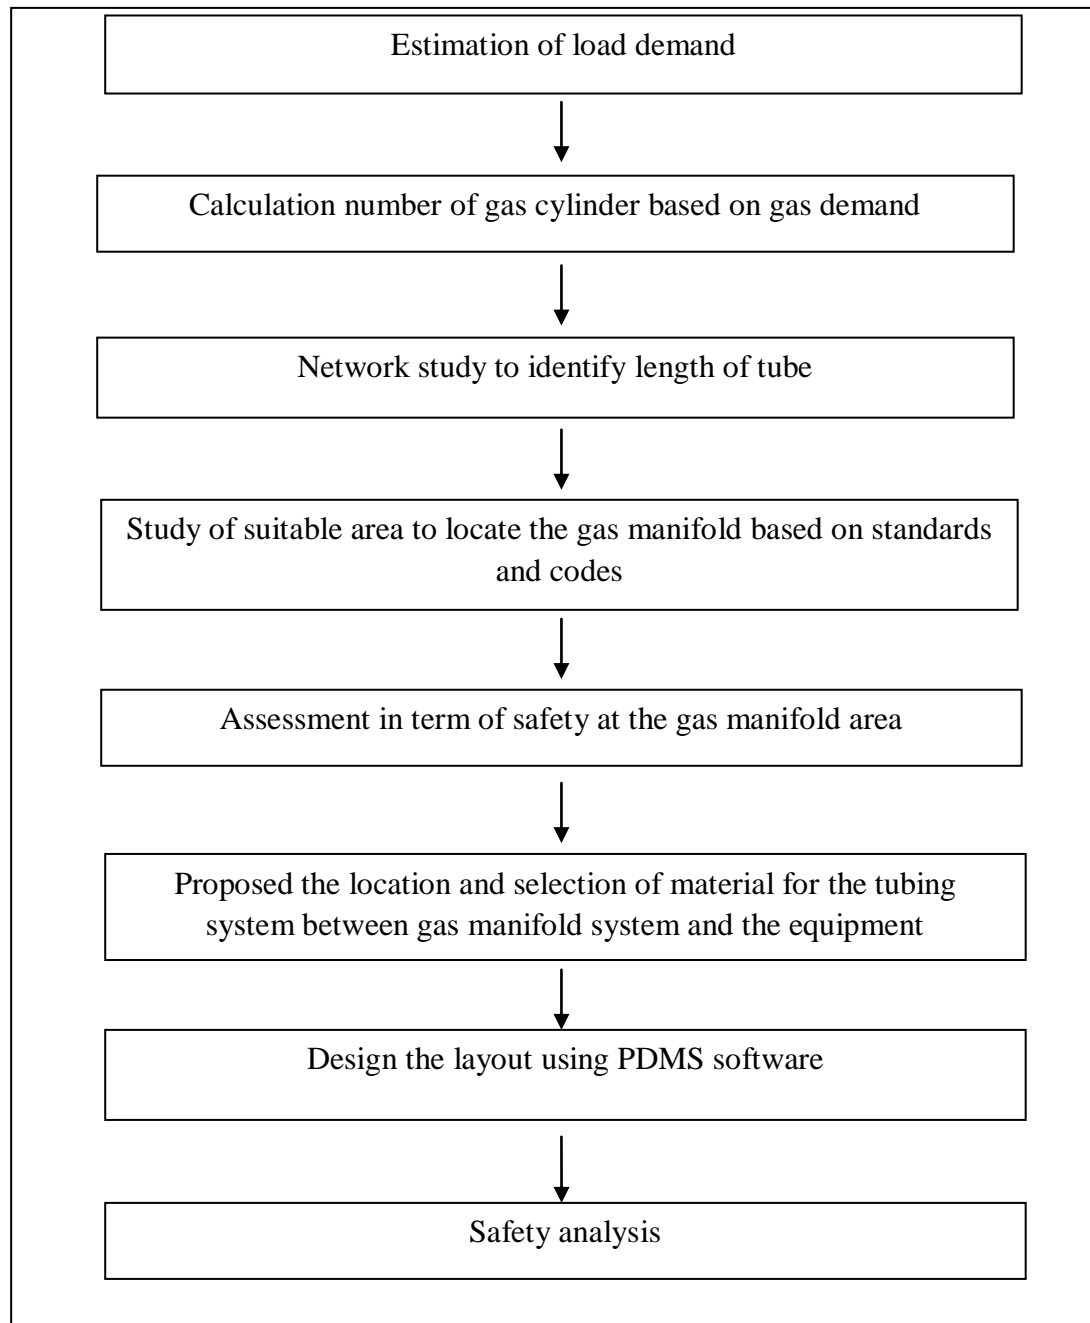 Estimation of load demand
Calculation number of gas cylinder based on gas demand
Network study to identify length of tube
Study of suitable area to locate the gas manifold based on standards
and codes
Assessment in term of safety at the gas manifold area
Proposed the location and selection of material for the tubing
system between gas manifold system and the equipment
Design the layout using PDMS software
Safety analysis